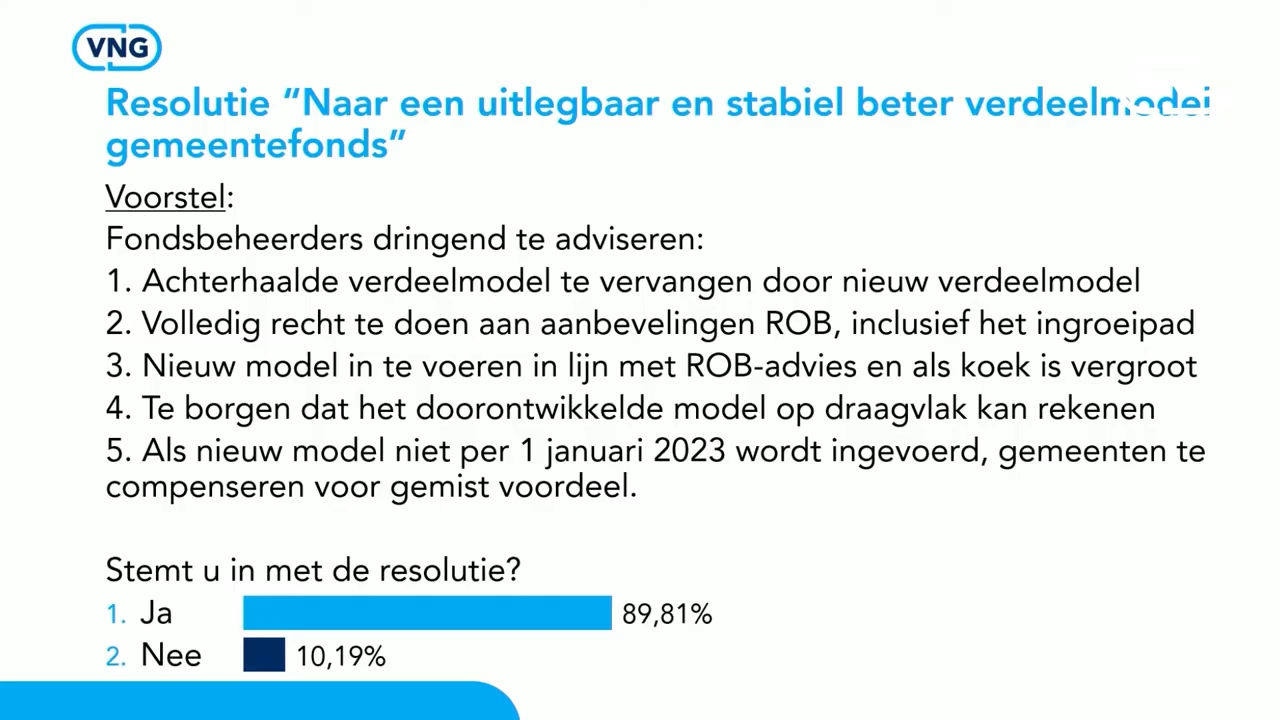 VNG
Resolutie “Naar een uitlegbaar en stabiel beter verdeelmodel
gemeentefonds”
Voorstel:
Fondsbeheerders dringend te adviseren:
1. Achterhaalde verdeelmodel te vervangen door nieuw verdeelmodel
2. Volledig recht te doen aan aanbevelingen ROB, inclusief het ingroeipad
3. Nieuw model in te voeren in lijn met ROB-advies en als koek is vergroot
4. Te borgen dat het doorontwikkelde model op draagvlak kan rekenen
5. Als nieuw model niet per 1 januari 2023 wordt ingevoerd, gemeenten te
compenseren voor gemist voordeel.
Stemt u in met de resolutie?
1. Ja 89,81%
2. Nee 10,19%